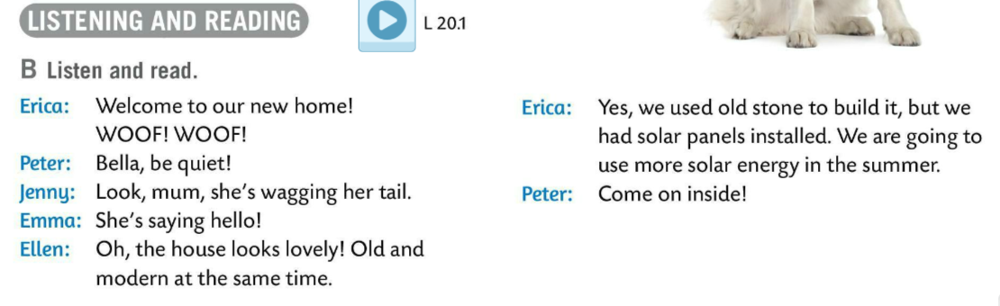 LISTENING AND READING
L 20.1
B Listen and read.
Erica: Welcome to our new home!
WOOF! WOOF!
Peter: Bella, be quiet!
Jenny: Look, mum, she's wagging her tail.
Emma: She's saying hello!
Ellen: Oh, the house looks lovely! Old and
modern at the same time.
Erica: Yes, we used old stone to build it, but we
had solar panels installed. We are going to
use more solar energy in the summer.
Peter: Come on inside!